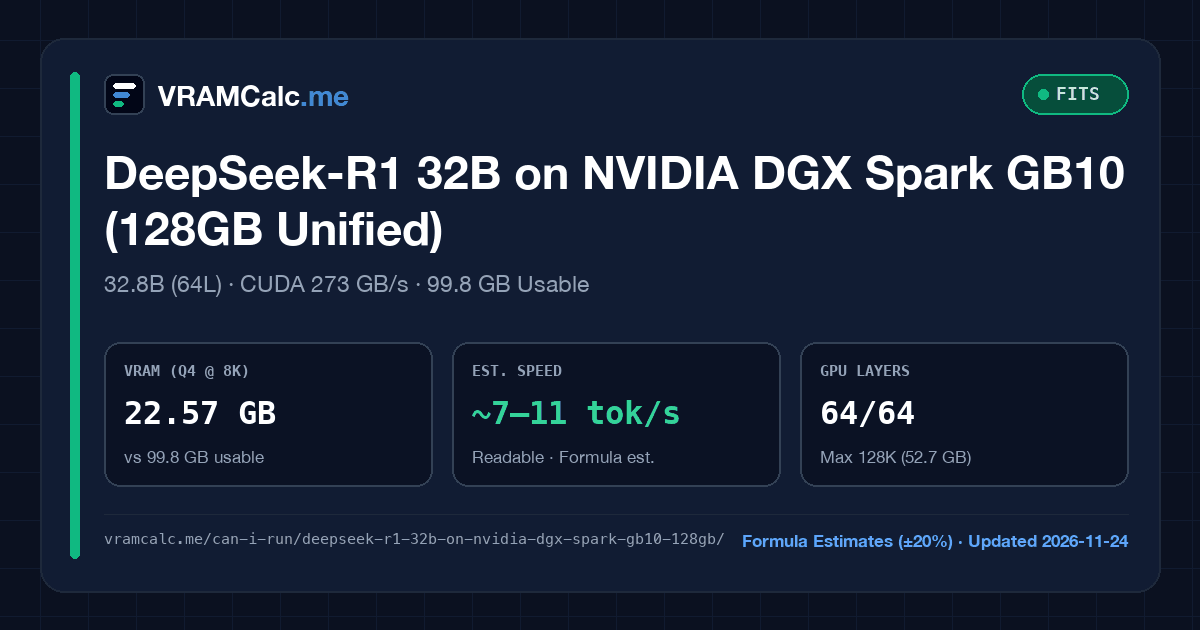 VRAMCalc.me
FITS
DeepSeek-R1 32B on NVIDIA DGX Spark GB10
(128GB Unified)
32.8B (64L) · CUDA 273 GB/s · 99.8 GB Usable
VRAM (Q4 @ 8K)
22.57 GB
vs 99.8 GB usable
EST. SPEED
~7–11 tok/s
Readable · Formula est.
GPU LAYERS
64/64
Max 128K (52.7 GB)
vramcalc.me/can-i-run/deepseek-r1-32b-on-nvidia-dgx-spark-gb10-128gb/
Formula Estimates (±20%) · Updated 2026-11-24